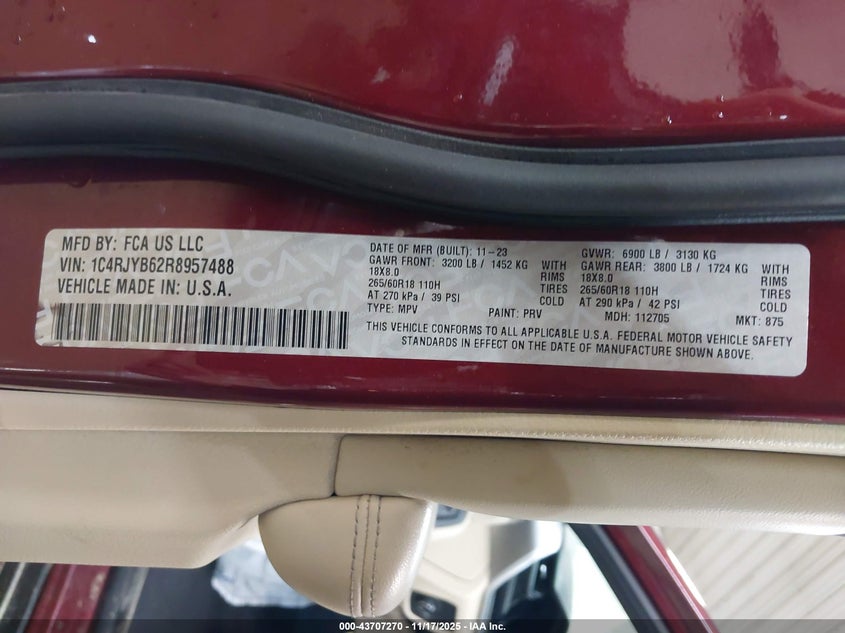 MFD BY: FCA US LLC
VIN: 1C4RJYB62R8957488
VEHICLE MADE IN: U.S.A.
DATE OF MFR (BUILT): 11-23 GVWR: 6900 LB / 3130 KG
GAWR FRONT: 3200 LB / 1452 KG GAWR REAR: 3800 LB / 1724 KG
18X8.0 RIMS 18X8.0 RIMS
265/60R18 110H TIRES 265/60R18 110H TIRES
AT 270 kPa / 39 PSI COLD AT 290 kPa / 42 PSI COLD
TYPE: MPV PAINT: PRV MDH: 112705 MKT: 875
THIS VEHICLE CONFORMS TO ALL APPLICABLE U.S.A. FEDERAL MOTOR VEHICLE SAFETY
STANDARDS IN EFFECT ON THE DATE OF MANUFACTURE SHOWN ABOVE.
000-43707270 - 11/17/2025 - IAA Inc.